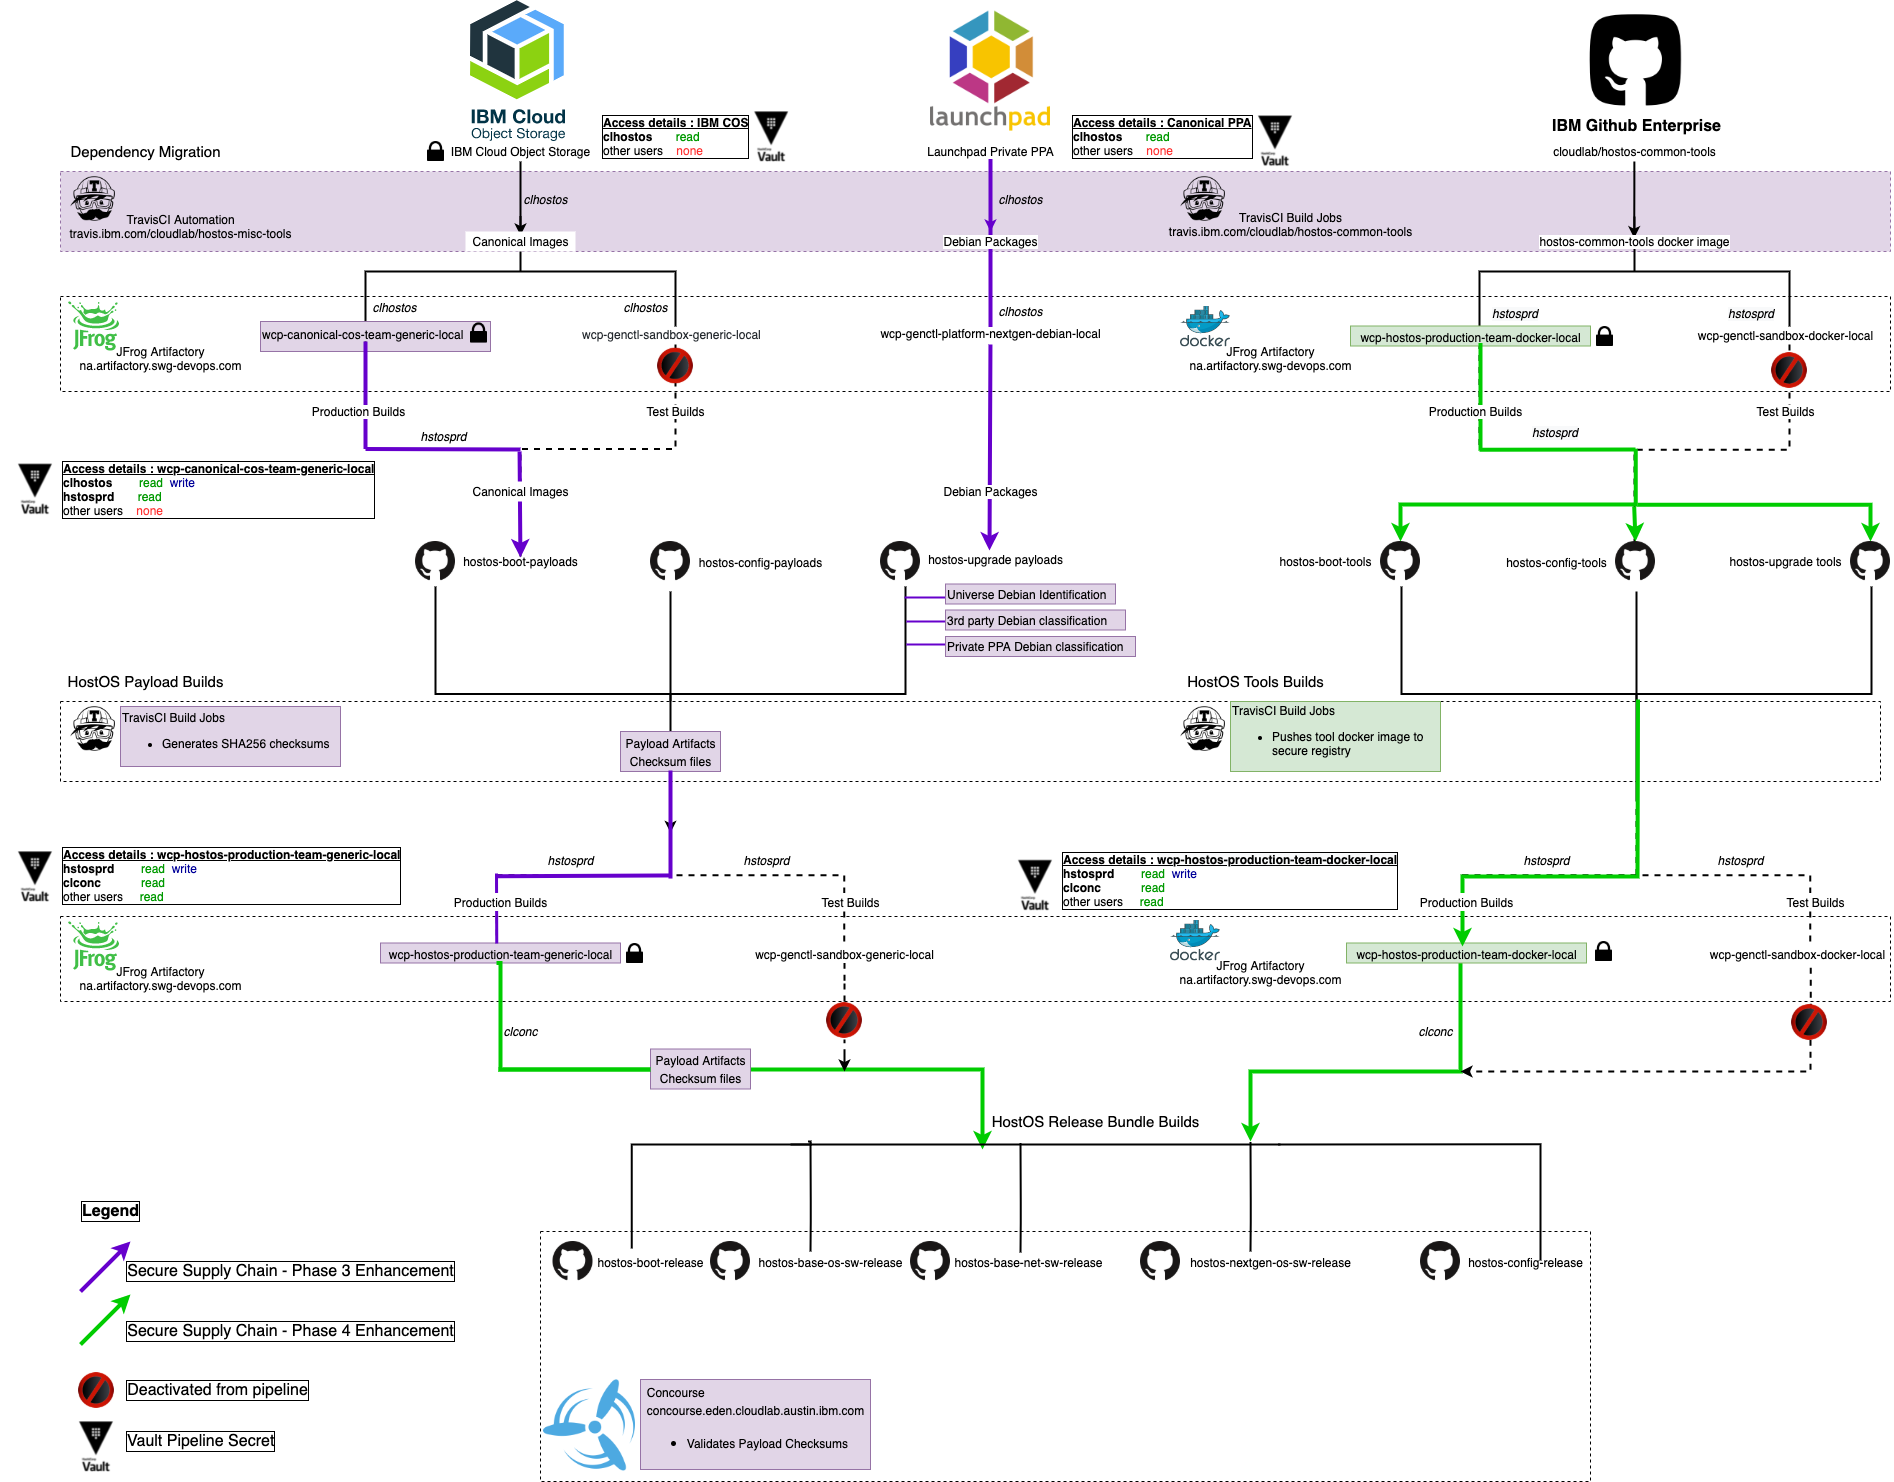 IBM Cloud
Object Storage
launchpad
IBM Github Enterprise
Access details : IBM COS
clhostos read
other users none
Vault
Access details : Canonical PPA
clhostos read
other users none
Vault
Dependency Migration
IBM Cloud Object Storage
Launchpad Private PPA
cloudlab/hostos-common-tools
TravisCI Automation
travis.ibm.com/cloudlab/hostos-misc-tools
clhostos
clhostos
TravisCI Build Jobs
travis.ibm.com/cloudlab/hostos-common-tools
Canonical Images
Debian Packages
hostos-common-tools docker image
JFrog
JFrog Artifactory
na.artifactory.swg-devops.com
clhostos
clhostos
clhostos
hstosprd
hstosprd
wcp-canonical-cos-team-generic-local
wcp-genctl-sandbox-generic-local
wcp-genctl-platform-nextgen-debian-local
docker
JFrog Artifactory
na.artifactory.swg-devops.com
wcp-hostos-production-team-docker-local
wcp-genctl-sandbox-docker-local
Production Builds
Test Builds
Production Builds
Test Builds
hstosprd
hstosprd
Vault
Access details : wcp-canonical-cos-team-generic-local
clhostos read write
hstosprd read
other users none
Canonical Images
Debian Packages
hostos-boot-payloads
hostos-config-payloads
hostos-upgrade payloads
hostos-boot-tools
hostos-config-tools
hostos-upgrade tools
Universe Debian Identification
3rd party Debian classification
Private PPA Debian classification
HostOS Payload Builds
HostOS Tools Builds
TravisCI Build Jobs
• Generates SHA256 checksums
Payload Artifacts
Checksum files
TravisCI Build Jobs
• Pushes tool docker image to
secure registry
Vault
Access details : wcp-hostos-production-team-generic-local
hstosprd read write
clconc read
other users read
hstosprd
hstosprd
Vault
Access details : wcp-hostos-production-team-docker-local
hstosprd read write
clconc read
other users read
hstosprd
hstosprd
Production Builds
Test Builds
Production Builds
Test Builds
JFrog
JFrog Artifactory
na.artifactory.swg-devops.com
wcp-hostos-production-team-generic-local
wcp-genctl-sandbox-generic-local
docker
JFrog Artifactory
na.artifactory.swg-devops.com
wcp-hostos-production-team-docker-local
wcp-genctl-sandbox-docker-local
clconc
clconc
Payload Artifacts
Checksum files
HostOS Release Bundle Builds
hostos-boot-release
hostos-base-os-sw-release
hostos-base-net-sw-release
hostos-nextgen-os-sw-release
hostos-config-release
Legend
Secure Supply Chain - Phase 3 Enhancement
Secure Supply Chain - Phase 4 Enhancement
Deactivated from pipeline
Vault
Vault Pipeline Secret
Concourse
concourse.eden.cloudlab.austin.ibm.com
• Validates Payload Checksums